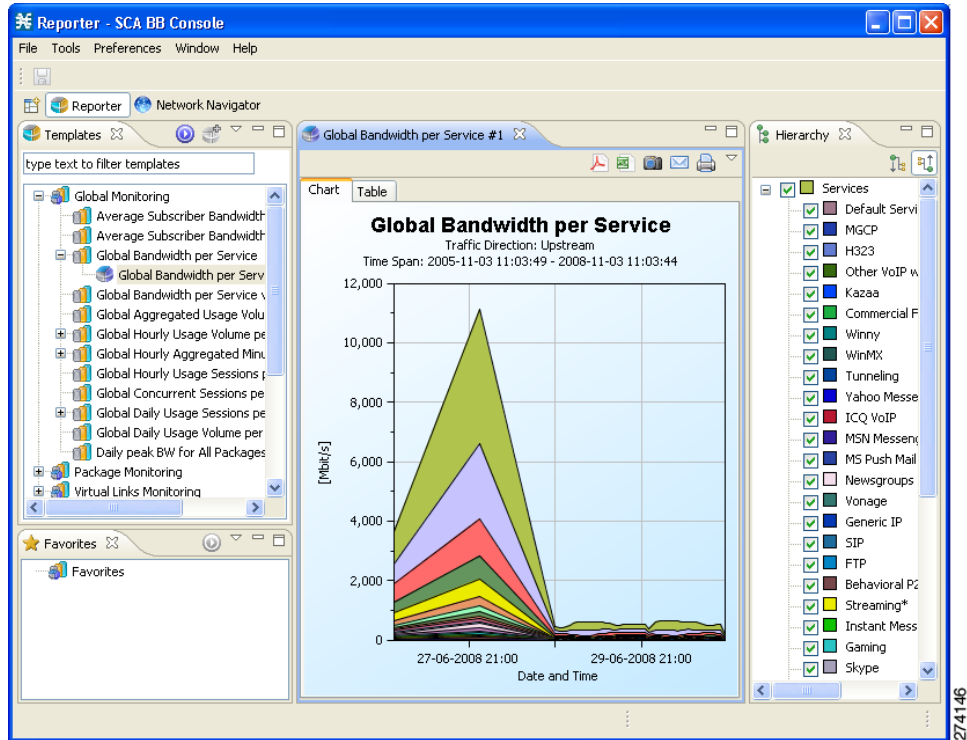 Reporter - SCA BB Console
File Tools Preferences Window Help
Reporter Network Navigator
Templates
type text to filter templates
Global Monitoring
Average Subscriber Bandwidth
Average Subscriber Bandwidth
Global Bandwidth per Service
Global Bandwidth per Serv
Global Bandwidth per Service v
Global Aggregated Usage Volu
Global Hourly Usage Volume pe
Global Hourly Aggregated Minu
Global Hourly Usage Sessions p
Global Concurrent Sessions pe
Global Daily Usage Sessions pe
Global Daily Usage Volume per
Daily peak BW for All Packages
Package Monitoring
Virtual Links Monitoring
Favorites
Favorites
Global Bandwidth per Service #1
Chart Table
Global Bandwidth per Service
Traffic Direction: Upstream
Time Span: 2005-11-03 11:03:49 - 2008-11-03 11:03:44
12,000
10,000
8,000
6,000
4,000
2,000
0
[Mbit/s]
27-06-2008 21:00 29-06-2008 21:00
Date and Time
Hierarchy
Services
Default Servi
MGCP
H323
Other VoIP w
Kazaa
Commercial F
Winny
WinMX
Tunneling
Yahoo Messe
ICQ VoIP
MSN Messeng
MS Push Mail
Newsgroups
Vonage
Generic IP
SIP
FTP
Behavioral P2
Streaming*
Instant Mess
Gaming
Skype
274146